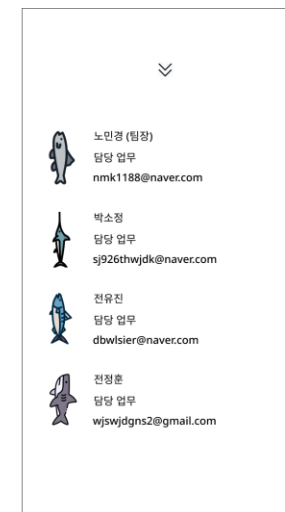 노민경 (팀장)
담당 업무
nmk1188@naver.com
박소정
담당 업무
sj926thwjdk@naver.com
전유진
담당 업무
dbwlsier@naver.com
전정훈
담당 업무
wjswjdgns2@gmail.com